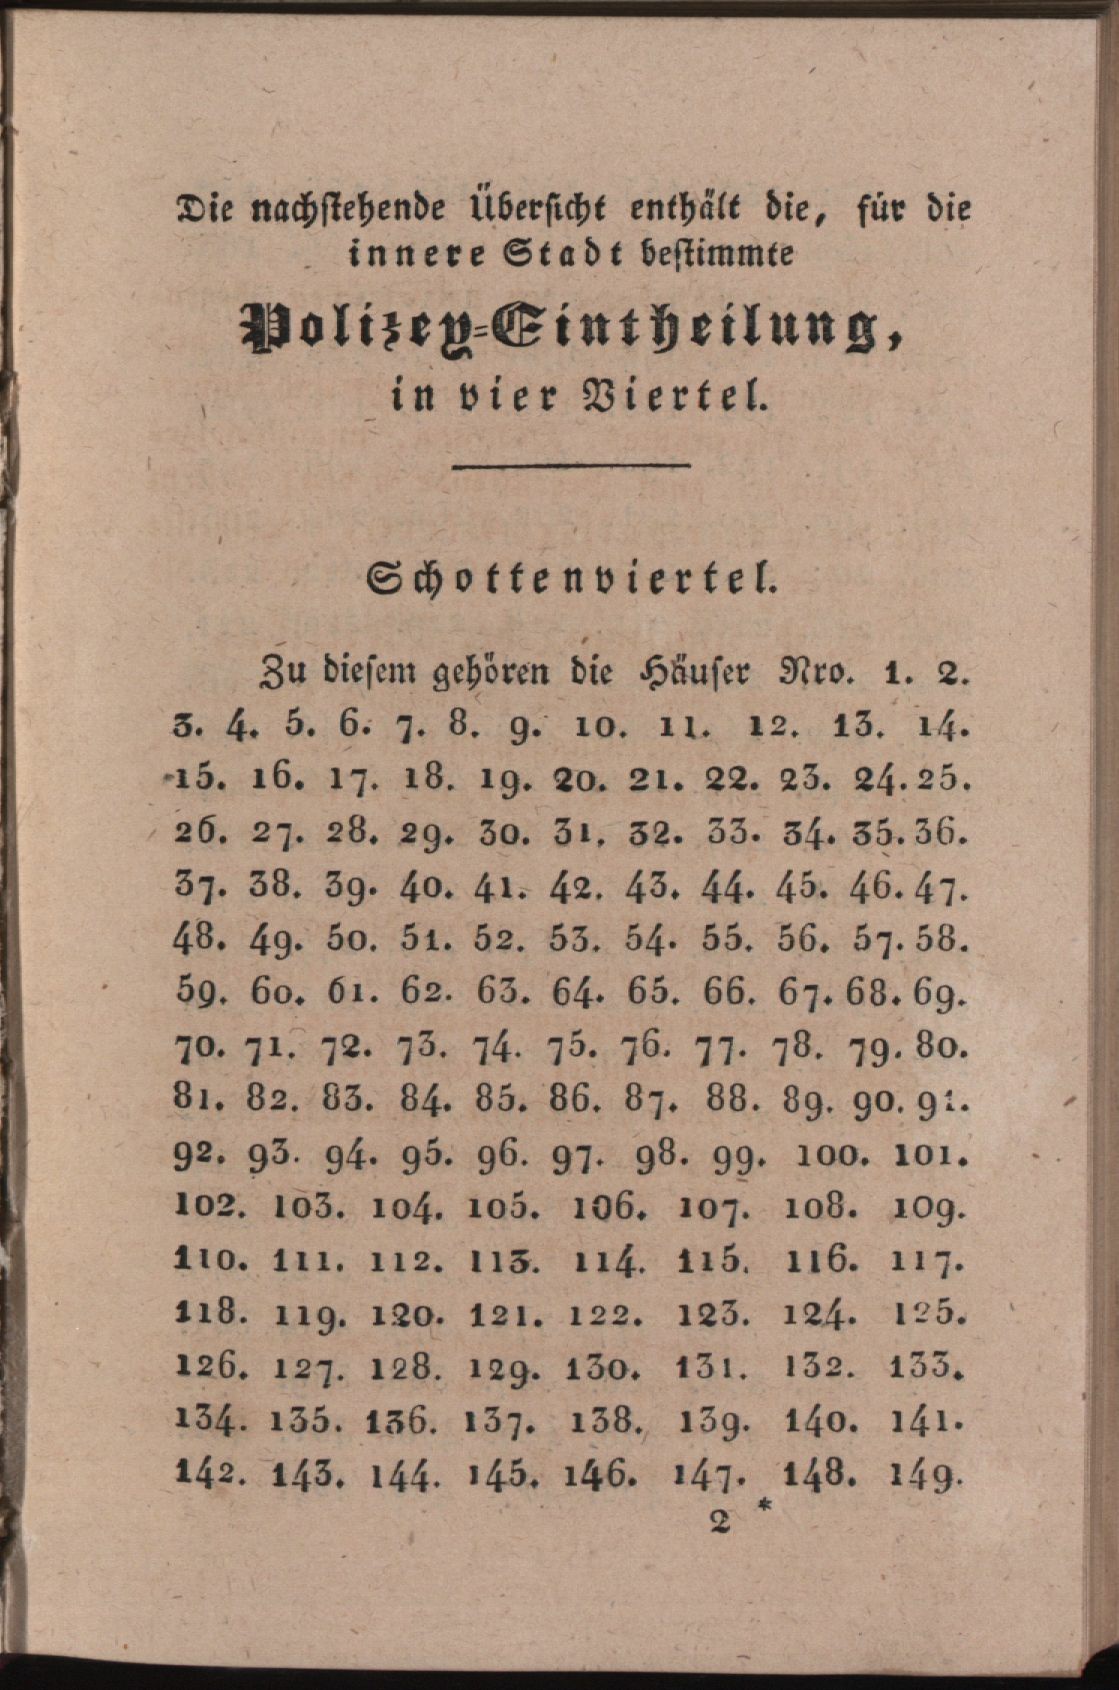 Die nachstehende Übersicht enthält die, für die
innere Stadt bestimmte
Polizey-Eintheilung,
in vier Viertel.
Schottenviertel.
Zu diesem gehören die Häuser Nro. 1. 2.
3. 4. 5. 6. 7. 8. 9. 10. 11. 12. 13. 14.
15. 16. 17. 18. 19. 20. 21. 22. 23. 24. 25.
26. 27. 28. 29. 30. 31. 32. 33. 34. 35. 36.
37. 38. 39. 40. 41. 42. 43. 44. 45. 46. 47.
48. 49. 50. 51. 52. 53. 54. 55. 56. 57. 58.
59. 60. 61. 62. 63. 64. 65. 66. 67. 68. 69.
70. 71. 72. 73. 74. 75. 76. 77. 78. 79. 80.
81. 82. 83. 84. 85. 86. 87. 88. 89. 90. 91.
92. 93. 94. 95. 96. 97. 98. 99. 100. 101.
102. 103. 104. 105. 106. 107. 108. 109.
110. 111. 112. 113. 114. 115. 116. 117.
118. 119. 120. 121. 122. 123. 124. 125.
126. 127. 128. 129. 130. 131. 132. 133.
134. 135. 136. 137. 138. 139. 140. 141.
142. 143. 144. 145. 146. 147. 148. 149.
2 *